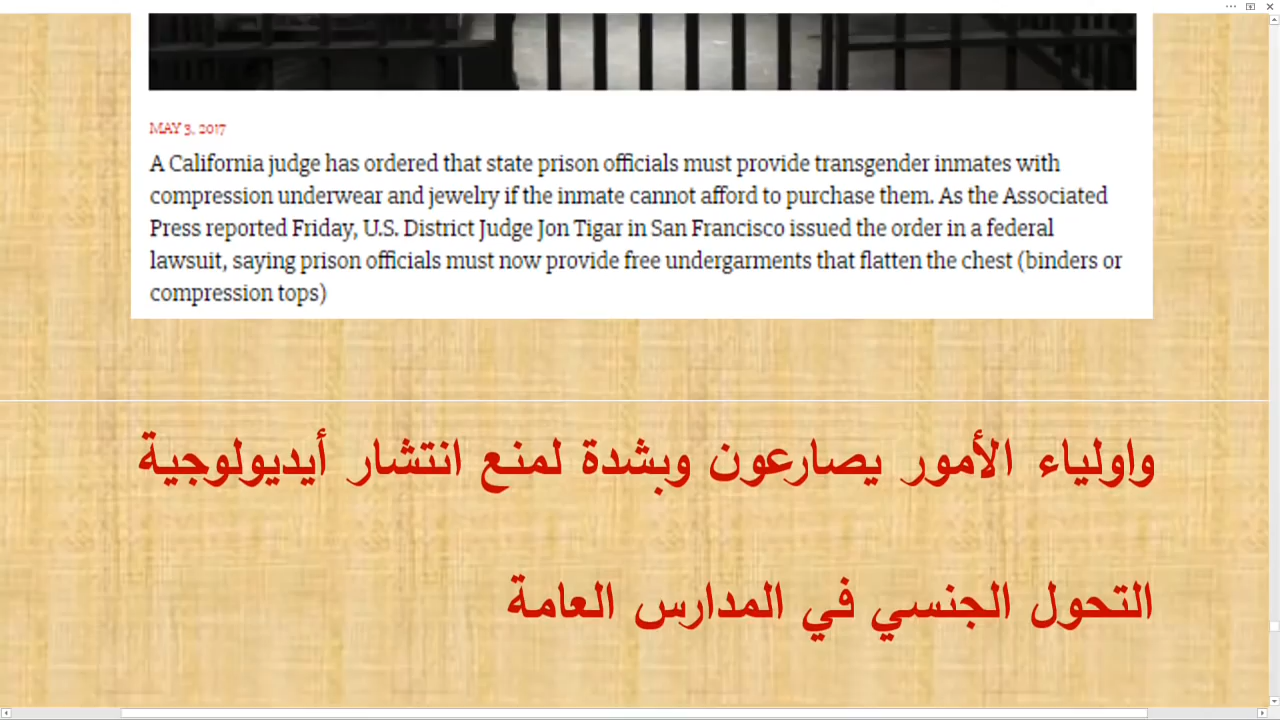 MAY 3, 2017
A California judge has ordered that state prison officials must provide transgender inmates with
compression underwear and jewelry if the inmate cannot afford to purchase them. As the Associated
Press reported Friday, U.S. District Judge Jon Tigar in San Francisco issued the order in a federal
lawsuit, saying prison officials must now provide free undergarments that flatten the chest (binders or
compression tops)
واولياء الأمور يصارعون وبشدة لمنع انتشار أيديولوجية
التحول الجنسي في المدارس العامة